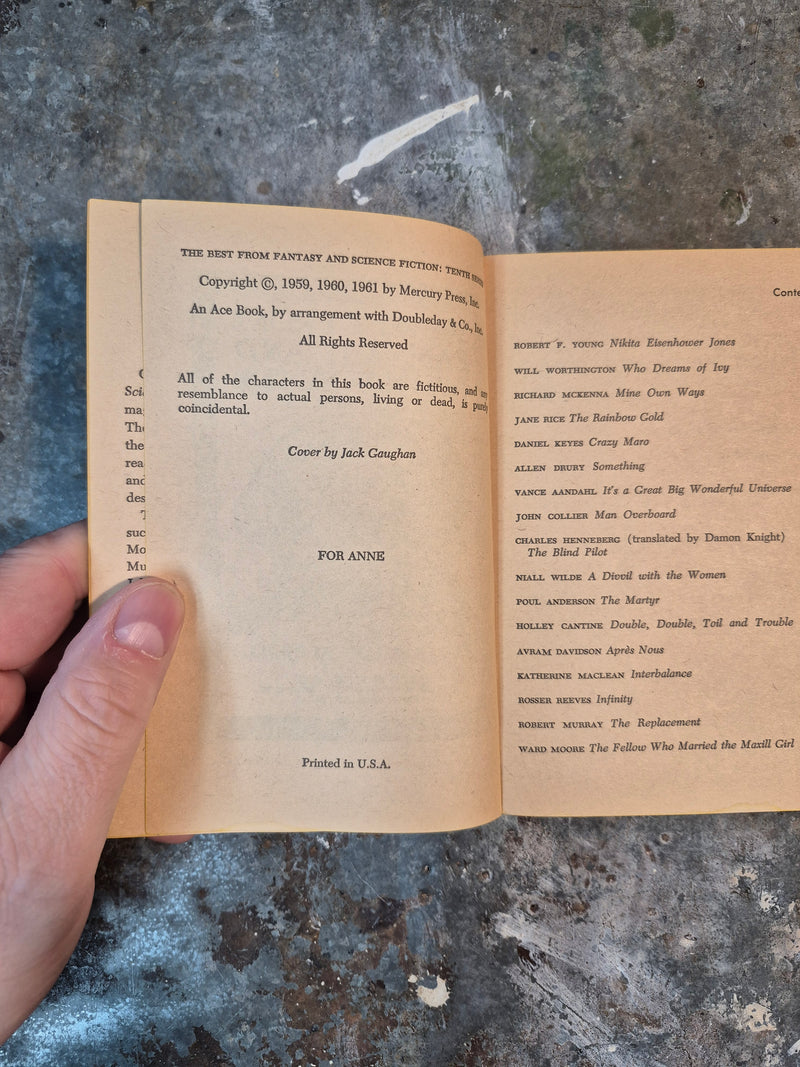 THE BEST FROM FANTASY AND SCIENCE FICTION: TENTH SERIES
Copyright ©, 1959, 1960, 1961 by Mercury Press, Inc.
An Ace Book, by arrangement with Doubleday & Co., Inc.
All Rights Reserved
All of the characters in this book are fictitious, and any
resemblance to actual persons, living or dead, is purely
coincidental.
Cover by Jack Gaughan
FOR ANNE
Printed in U.S.A.
ROBERT F. YOUNG Nikita Eisenhower Jones
WILL WORTHINGTON Who Dreams of Ivy
RICHARD MCKENNA Mine Own Ways
JANE RICE The Rainbow Gold
DANIEL KEYES Crazy Maro
ALLEN DRURY Something
VANCE AANDAHL It's a Great Big Wonderful Universe
JOHN COLLIER Man Overboard
CHARLES HENNEBERG (translated by Damon Knight)
The Blind Pilot
NIALL WILDE A Divvil with the Women
POUL ANDERSON The Martyr
HOLLEY CANTINE Double, Double, Toil and Trouble
AVRAM DAVIDSON Après Nous
KATHERINE MACLEAN Interbalance
ROSSER REEVES Infinity
ROBERT MURRAY The Replacement
WARD MOORE The Fellow Who Married the Maxill Girl